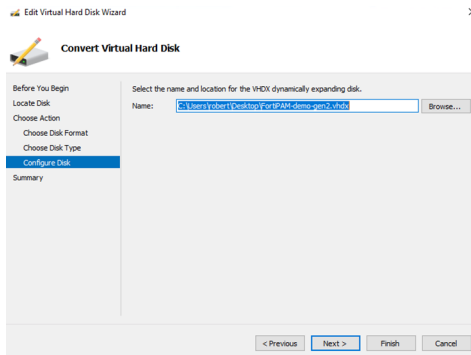 Edit Virtual Hard Disk Wizard
Convert Virtual Hard Disk
Before You Begin
Locate Disk
Choose Action
Choose Disk Format
Choose Disk Type
Configure Disk
Summary
Select the name and location for the VHDX dynamically expanding disk.
Name: C:\Users\robert\Desktop\FortiPAM-demo-gen2.vhdx Browse...
< Previous Next > Finish Cancel